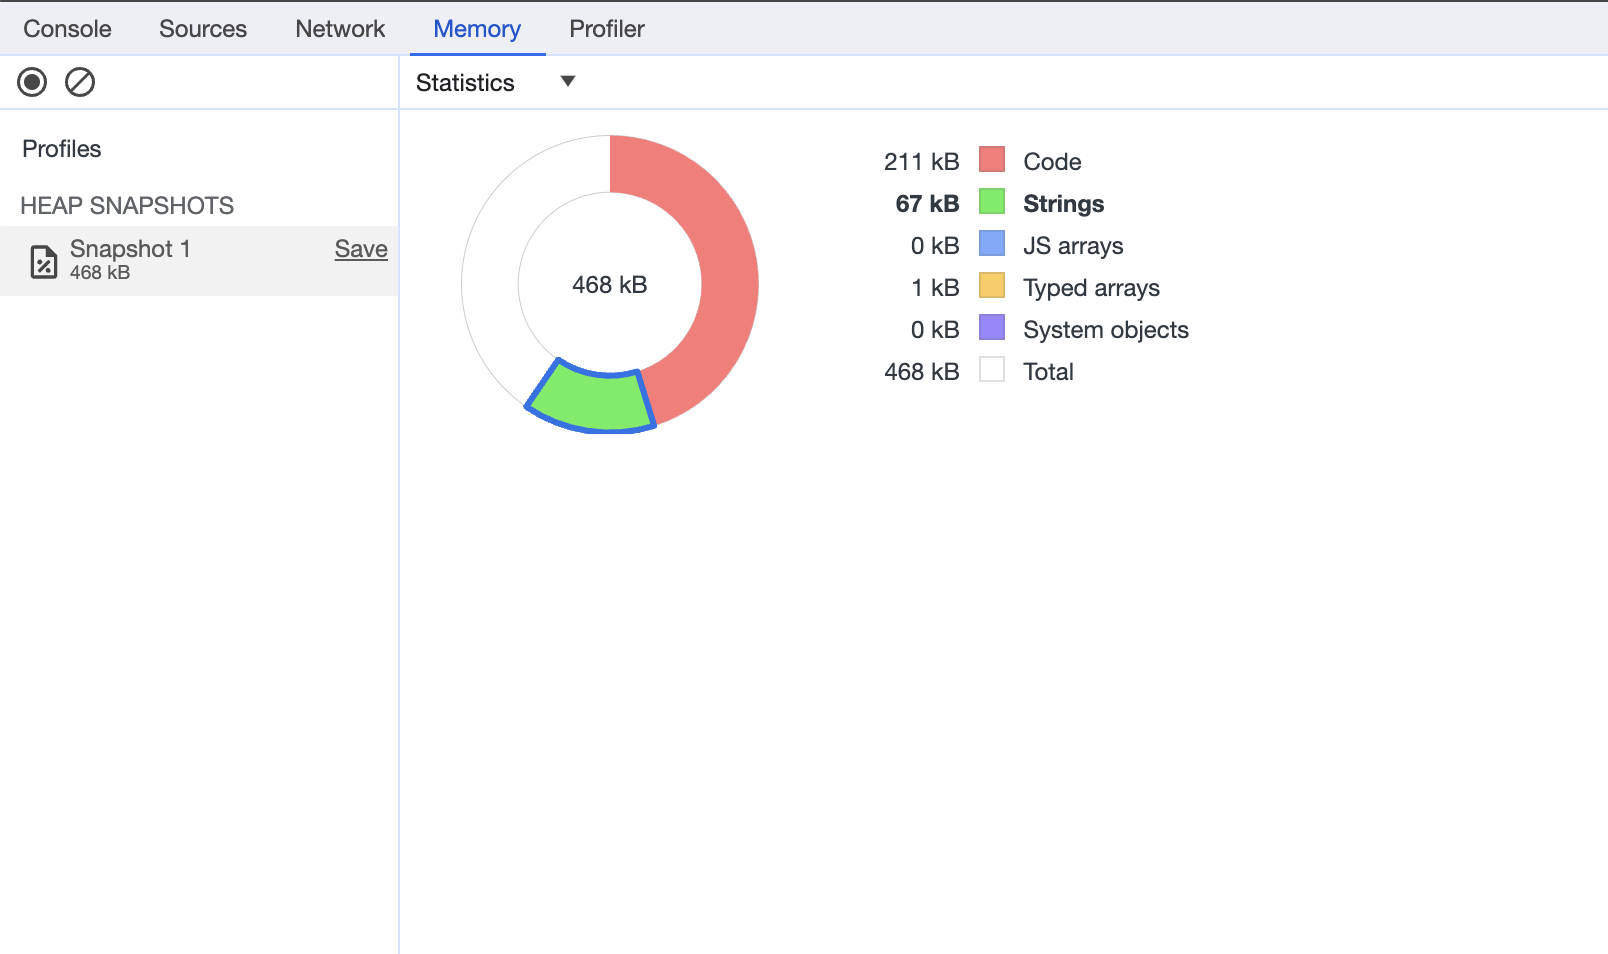 Console Sources Network Memory Profiler
Statistics
Profiles
HEAP SNAPSHOTS
Snapshot 1 Save
468 kB
468 kB
211 kB Code
67 kB Strings
0 kB JS arrays
1 kB Typed arrays
0 kB System objects
468 kB Total